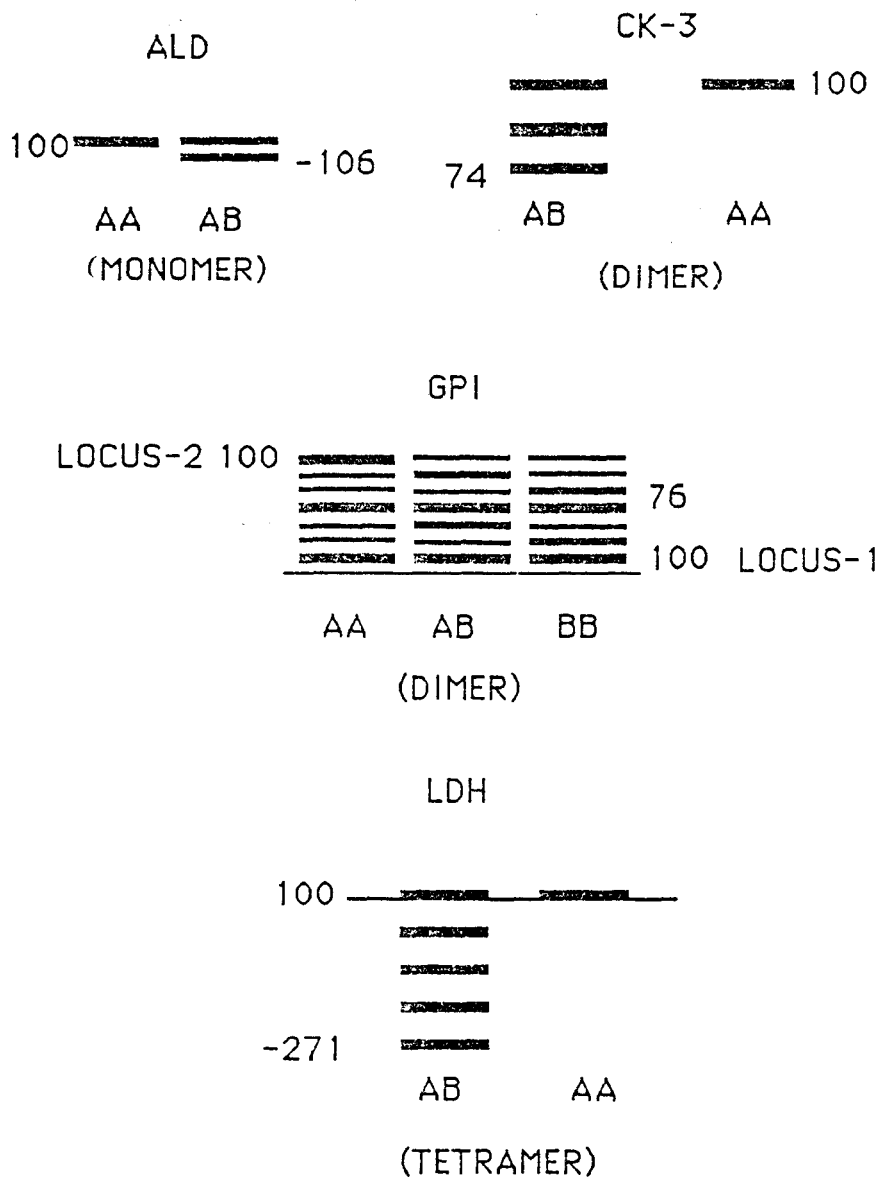 ALD
100
-106
AA AB
(MONOMER)
CK-3
100
74
AB AA
(DIMER)
GPI
LOCUS-2 100
76
100 LOCUS-1
AA AB BB
(DIMER)
LDH
100
-271
AB AA
(TETRAMER)